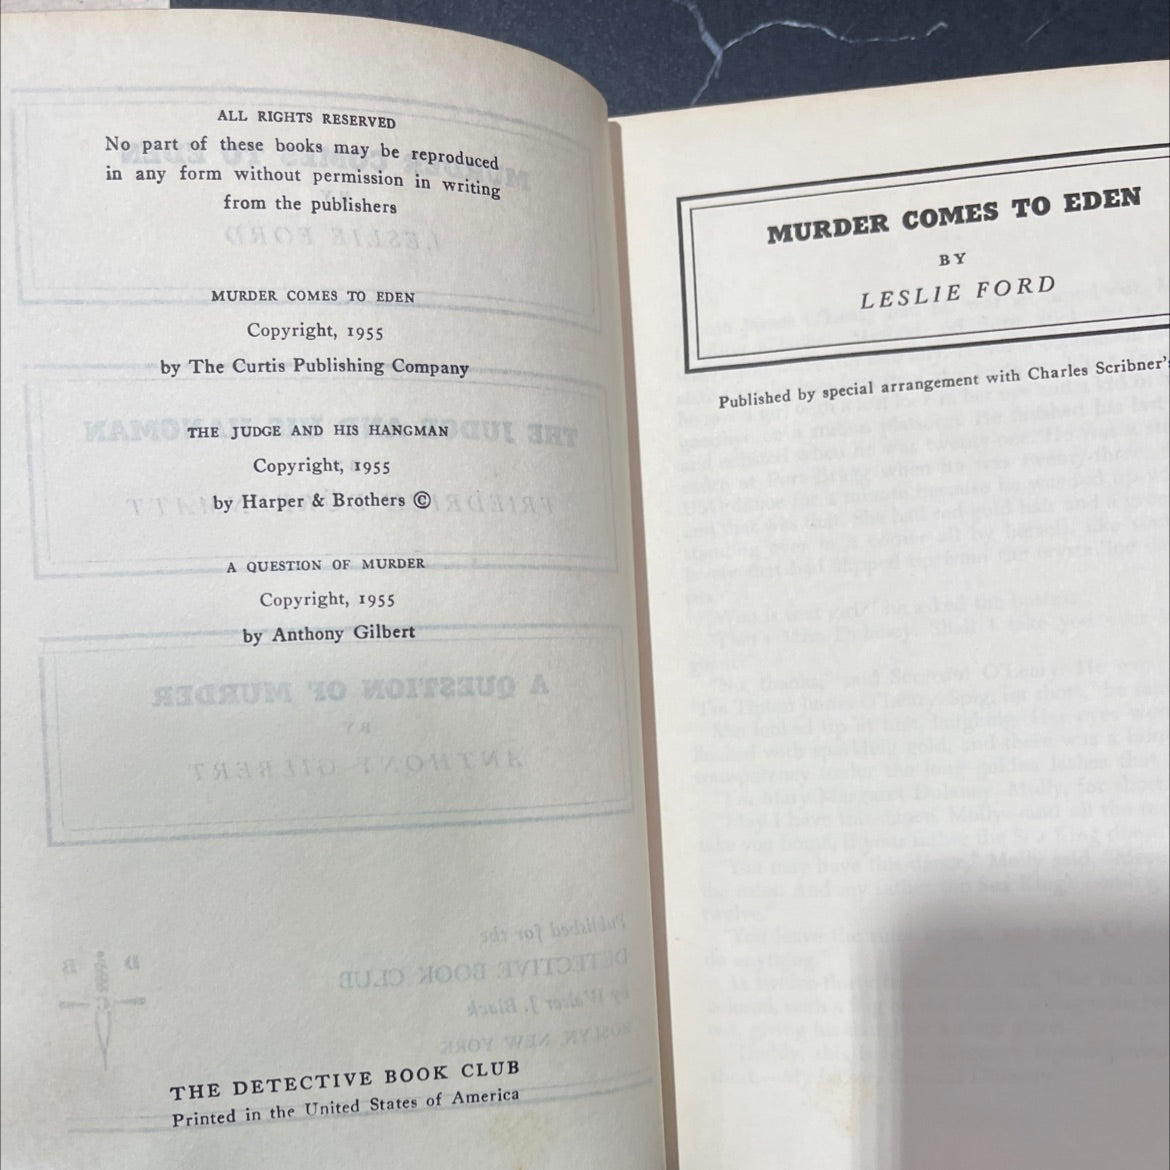 ALL RIGHTS RESERVED
No part of these books may be reproduced
in any form without permission in writing
from the publishers
MURDER COMES TO EDEN
Copyright, 1955
by The Curtis Publishing Company
THE JUDGE AND HIS HANGMAN
Copyright, 1955
by Harper & Brothers ©
A QUESTION OF MURDER
Copyright, 1955
by Anthony Gilbert
THE DETECTIVE BOOK CLUB
Printed in the United States of America
MURDER COMES TO EDEN
BY
LESLIE FORD
Published by special arrangement with Charles Scribner's